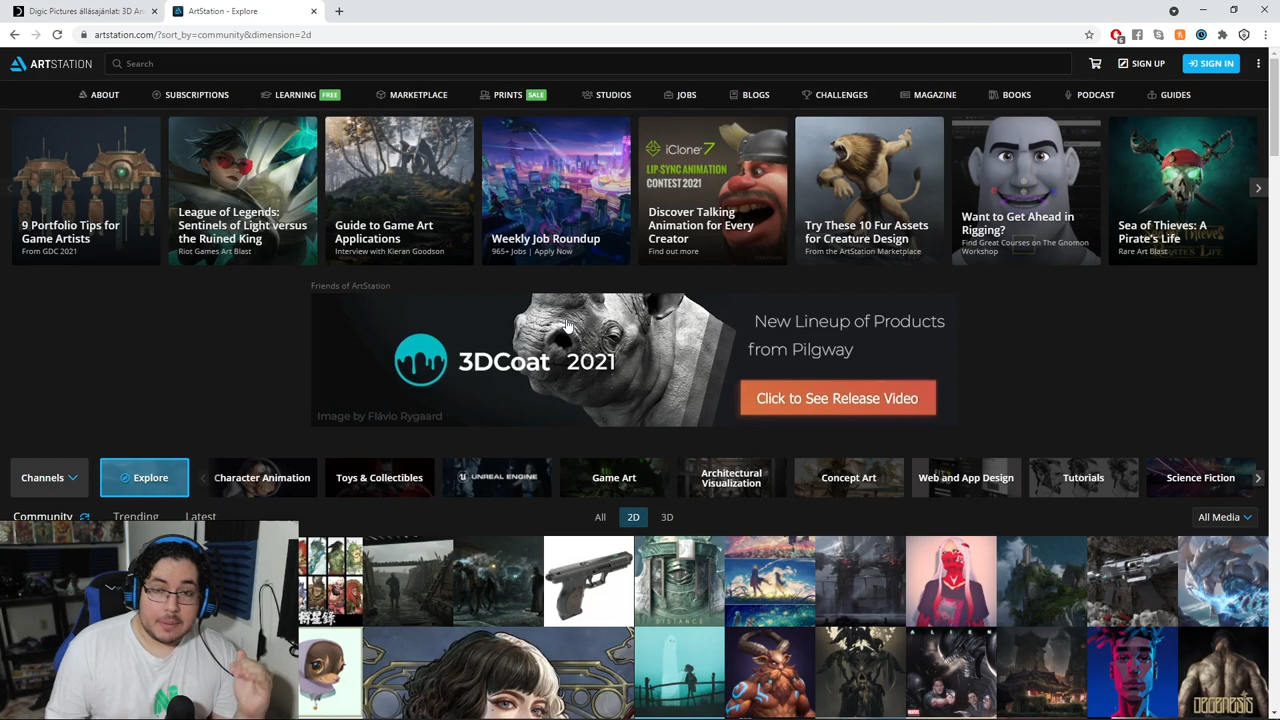 Digic Pictures állásajánlat: 3D An
ArtStation - Explore
artstation.com/?sort_by=community&dimension=2d
6
ARTSTATION
Search
SIGN UP
SIGN IN
ABOUT
SUBSCRIPTIONS
LEARNING FREE
MARKETPLACE
PRINTS SALE
STUDIOS
JOBS
BLOGS
CHALLENGES
MAGAZINE
BOOKS
PODCAST
GUIDES
9 Portfolio Tips for
Game Artists
From GDC 2021
League of Legends:
Sentinels of Light versus
the Ruined King
Riot Games Art Blast
Guide to Game Art
Applications
Interview with Kieran Goodson
Weekly Job Roundup
965+ Jobs | Apply Now
iClone 7
LIP-SYNC ANIMATION
CONTEST 2021
Discover Talking
Animation for Every
Creator
Find out more
Try These 10 Fur Assets
for Creature Design
From the ArtStation Marketplace
Want to Get Ahead in
Rigging?
Find Great Courses on The Gnomon
Workshop
Sea of Thieves: A
Pirate's Life
Rare Art Blast
Friends of ArtStation
3DCoat 2021
New Lineup of Products
from Pilgway
Click to See Release Video
Image by Flávio Rygaard
Channels
Explore
Character Animation
Toys & Collectibles
UNREAL ENGINE
Game Art
Architectural
Visualization
Concept Art
Web and App Design
Tutorials
Science Fiction
Community
Trending
Latest
All
2D
3D
All Media
DISTANCE
ALIEN
MARVEL
DEGENESIS